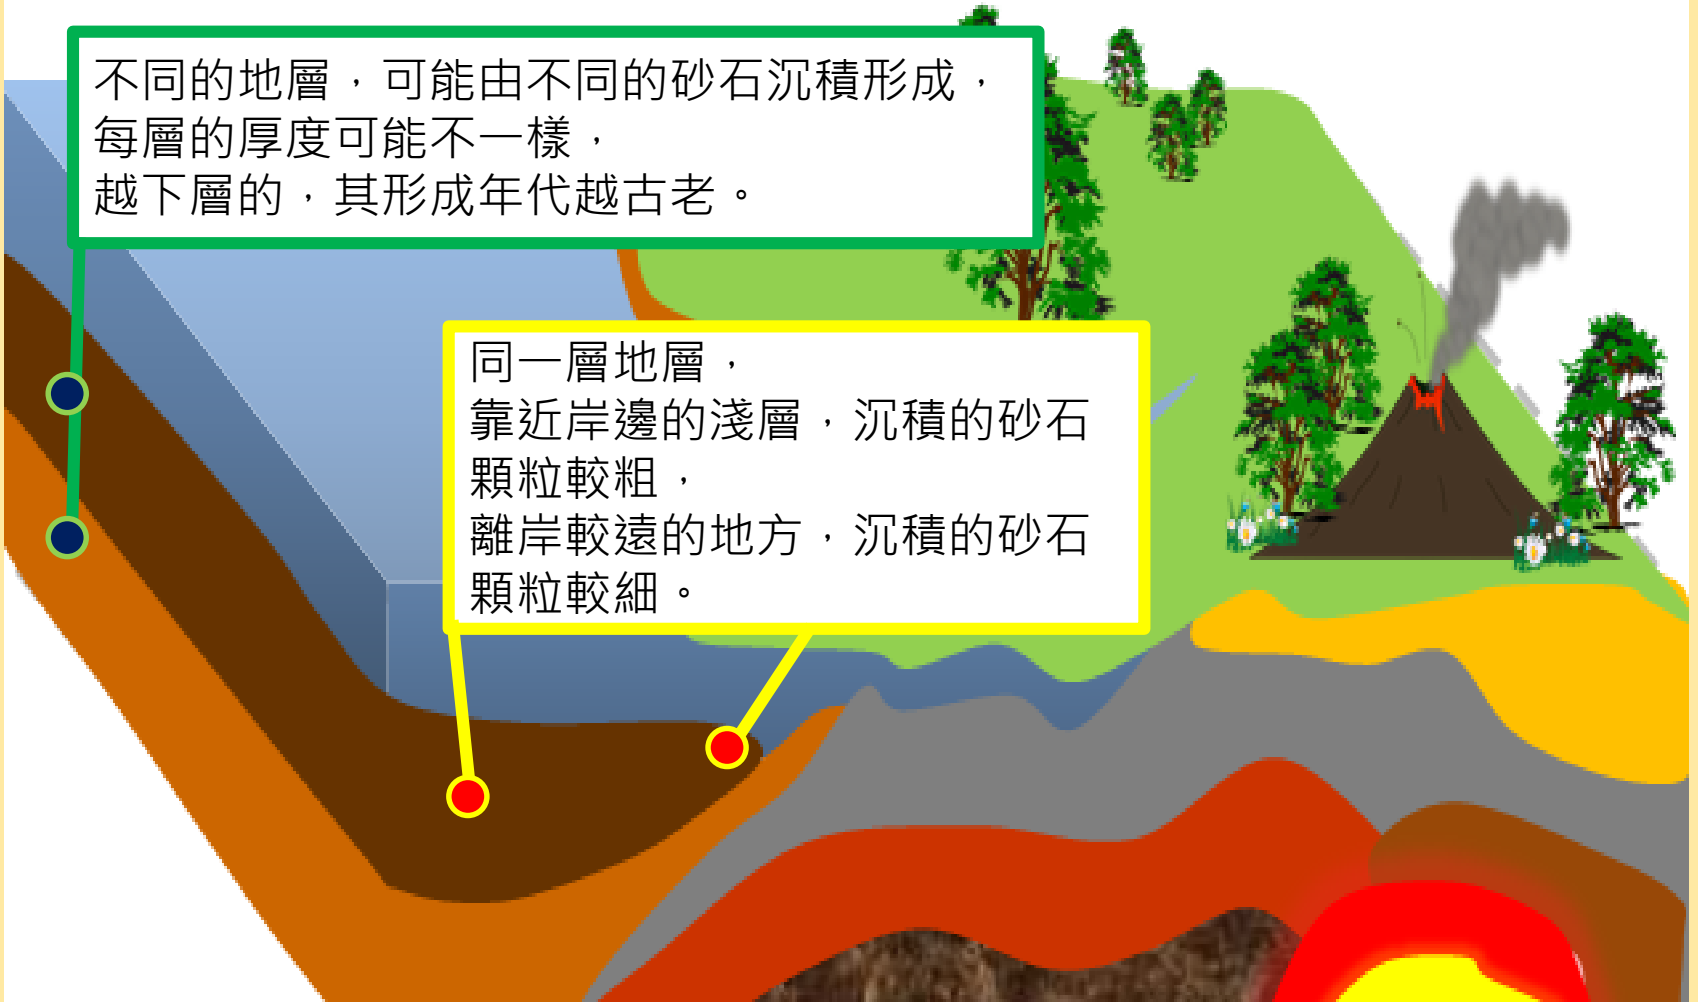 不同的地層，可能由不同的砂石沉積形成，
每層的厚度可能不一樣，
越下層的，其形成年代越古老。
同一層地層，
靠近岸邊的淺層，沉積的砂石
顆粒較粗，
離岸較遠的地方，沉積的砂石
顆粒較細。